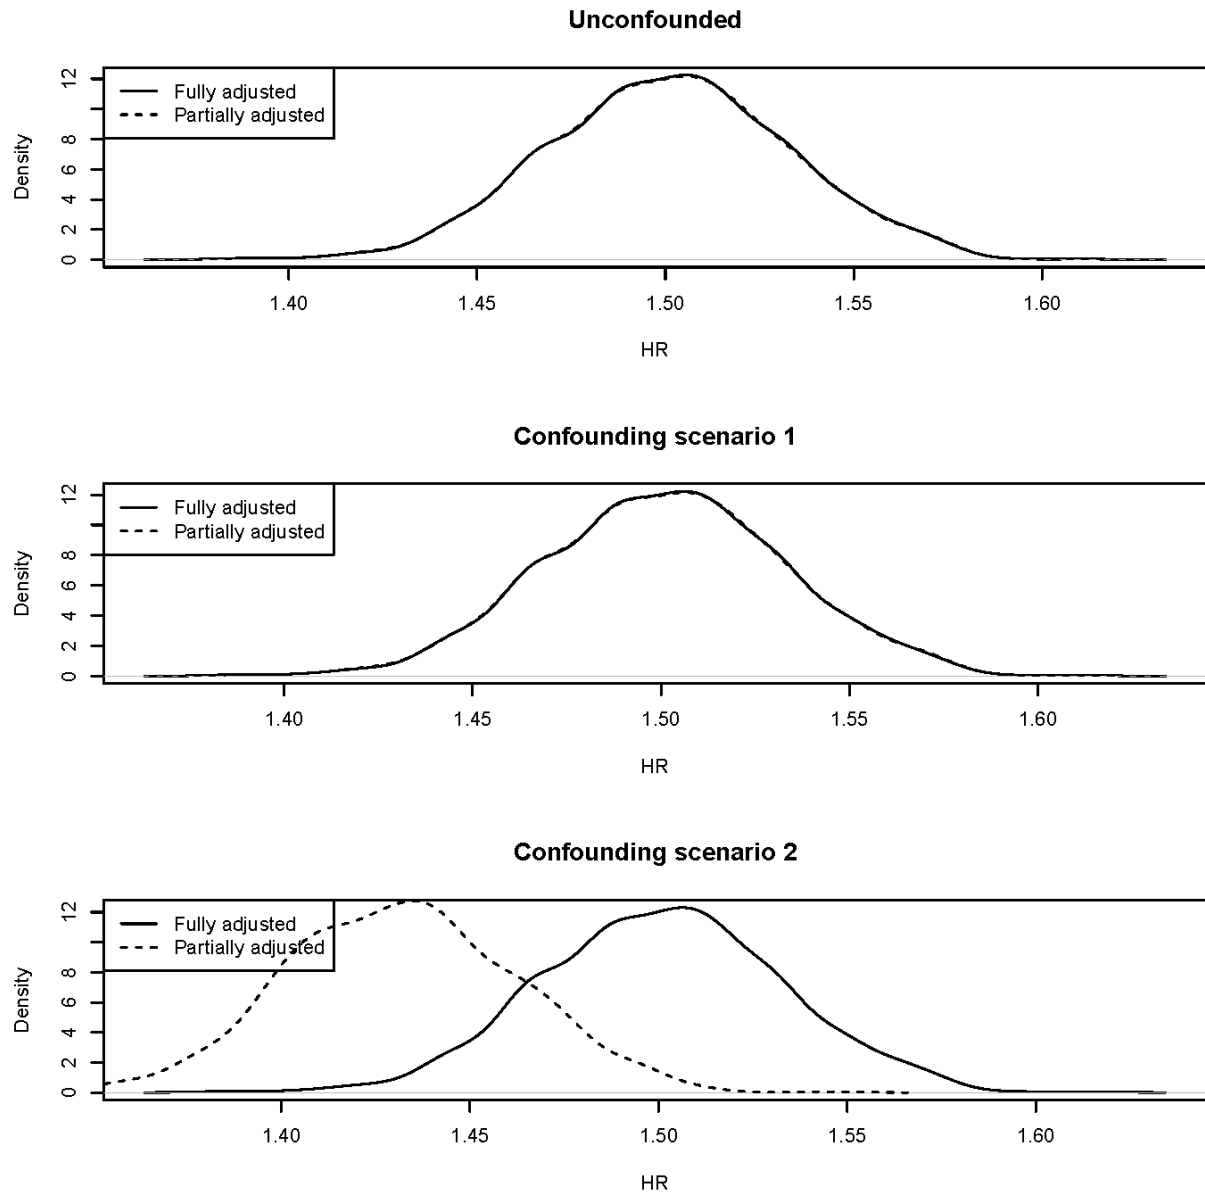 Unconfounded
Fully adjusted
Partially adjusted
Density
0 2 4 6 8 12
1.40 1.45 1.50 1.55 1.60
HR
Confounding scenario 1
Fully adjusted
Partially adjusted
Density
0 2 4 6 8 12
1.40 1.45 1.50 1.55 1.60
HR
Confounding scenario 2
Fully adjusted
Partially adjusted
Density
0 2 4 6 8 12
1.40 1.45 1.50 1.55 1.60
HR